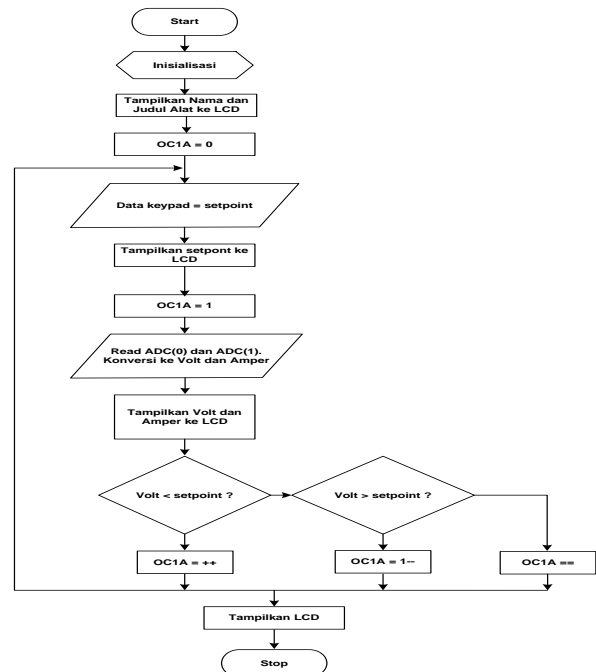 Start
Inisialisasi
Tampilkan Nama dan
Judul Alat ke LCD
OC1A = 0
Data keypad = setpoint
Tampilkan setpont ke
LCD
OC1A = 1
Read ADC(0) dan ADC(1).
Konversi ke Volt dan Amper
Tampilkan Volt dan
Amper ke LCD
Volt < setpoint ?
Volt > setpoint ?
OC1A = ++
OC1A = 1--
OC1A ==
Tampilkan LCD
Stop